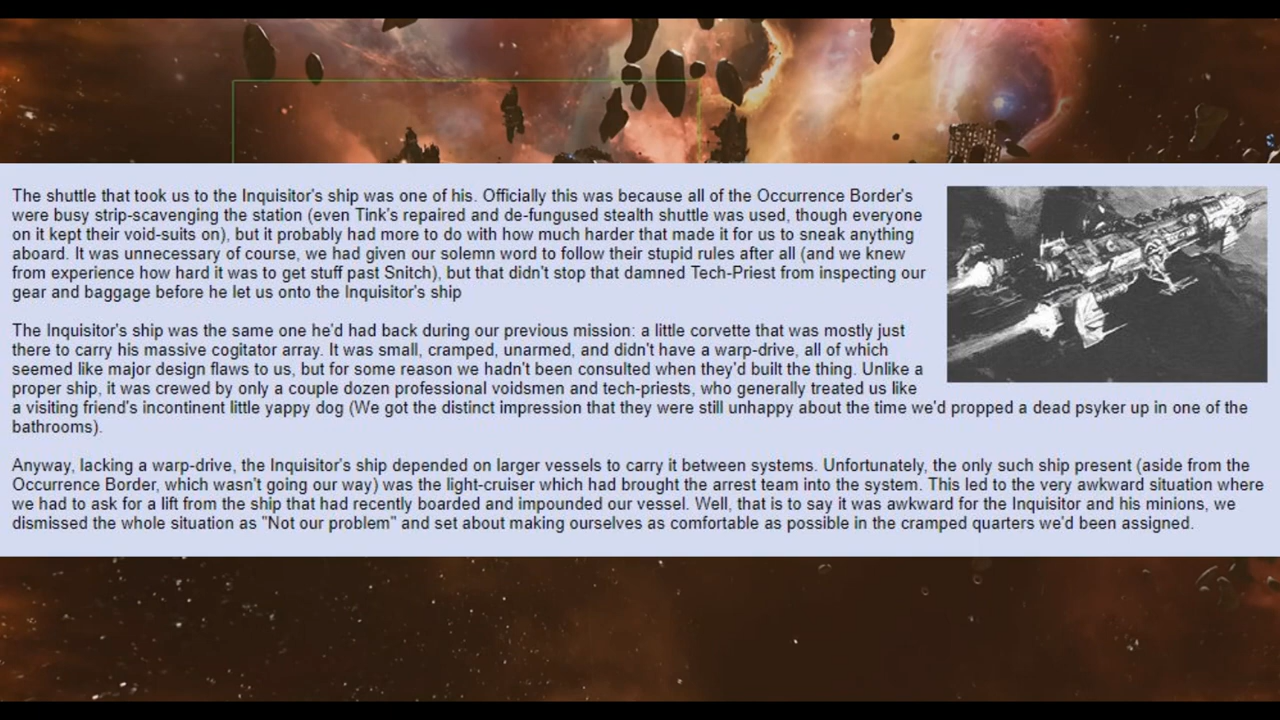 The shuttle that took us to the Inquisitor's ship was one of his. Officially this was because all of the Occurrence Border's
were busy strip-scavenging the station (even Tink's repaired and de-fungused stealth shuttle was used, though everyone
on it kept their void-suits on), but it probably had more to do with how much harder that made it for us to sneak anything
aboard. It was unnecessary of course, we had given our solemn word to follow their stupid rules after all (and we knew
from experience how hard it was to get stuff past Snitch), but that didn't stop that damned Tech-Priest from inspecting our
gear and baggage before he let us onto the Inquisitor's ship
The Inquisitor's ship was the same one he'd had back during our previous mission: a little corvette that was mostly just
there to carry his massive cogitator array. It was small, cramped, unarmed, and didn't have a warp-drive, all of which
seemed like major design flaws to us, but for some reason we hadn't been consulted when they'd built the thing. Unlike a
proper ship, it was crewed by only a couple dozen professional voidsmen and tech-priests, who generally treated us like
a visiting friend's incontinent little yappy dog (We got the distinct impression that they were still unhappy about the time we'd propped a dead psyker up in one of the
bathrooms).
Anyway, lacking a warp-drive, the Inquisitor's ship depended on larger vessels to carry it between systems. Unfortunately, the only such ship present (aside from the
Occurrence Border, which wasn't going our way) was the light-cruiser which had brought the arrest team into the system. This led to the very awkward situation where
we had to ask for a lift from the ship that had recently boarded and impounded our vessel. Well, that is to say it was awkward for the Inquisitor and his minions, we
dismissed the whole situation as "Not our problem" and set about making ourselves as comfortable as possible in the cramped quarters we'd been assigned.